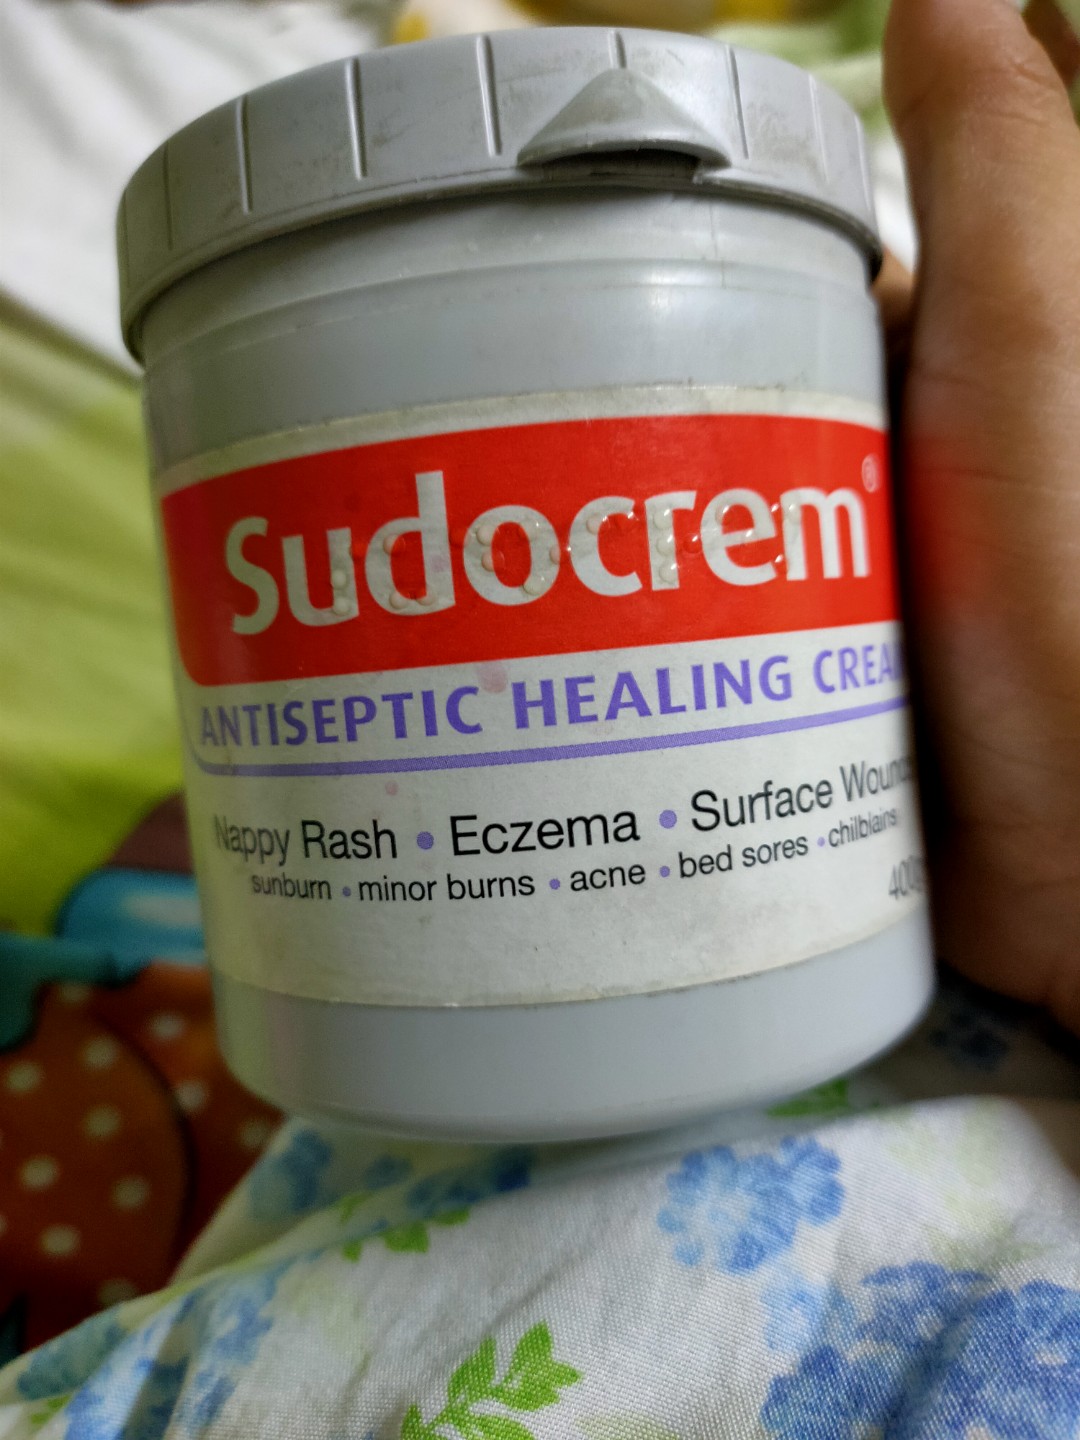 Sudocrem®
ANTISEPTIC HEALING
Nappy Rash • Eczema • Surface
sunburn • minor burns • acne • bed sores • chilblains